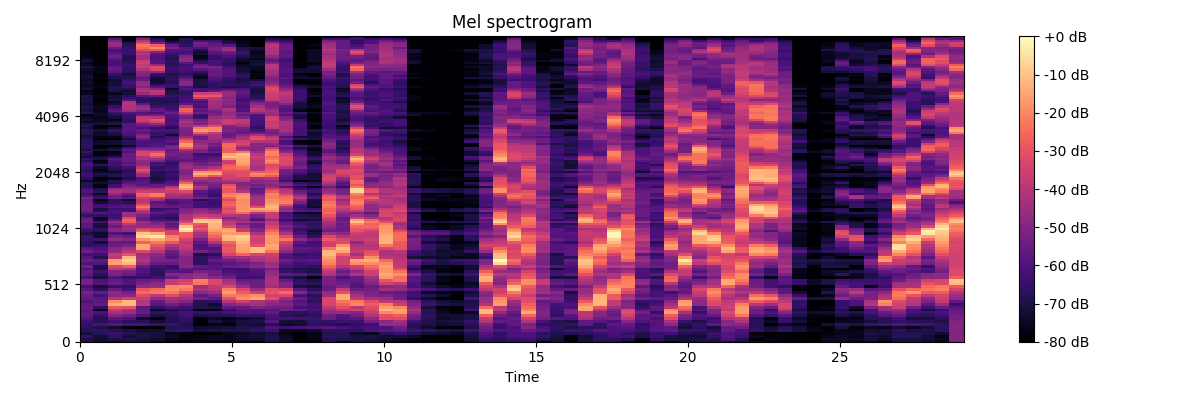 Mel spectrogram
Hz
8192
4096
2048
1024
512
0
0 5 10 15 20 25
Time
+0 dB
-10 dB
-20 dB
-30 dB
-40 dB
-50 dB
-60 dB
-70 dB
-80 dB